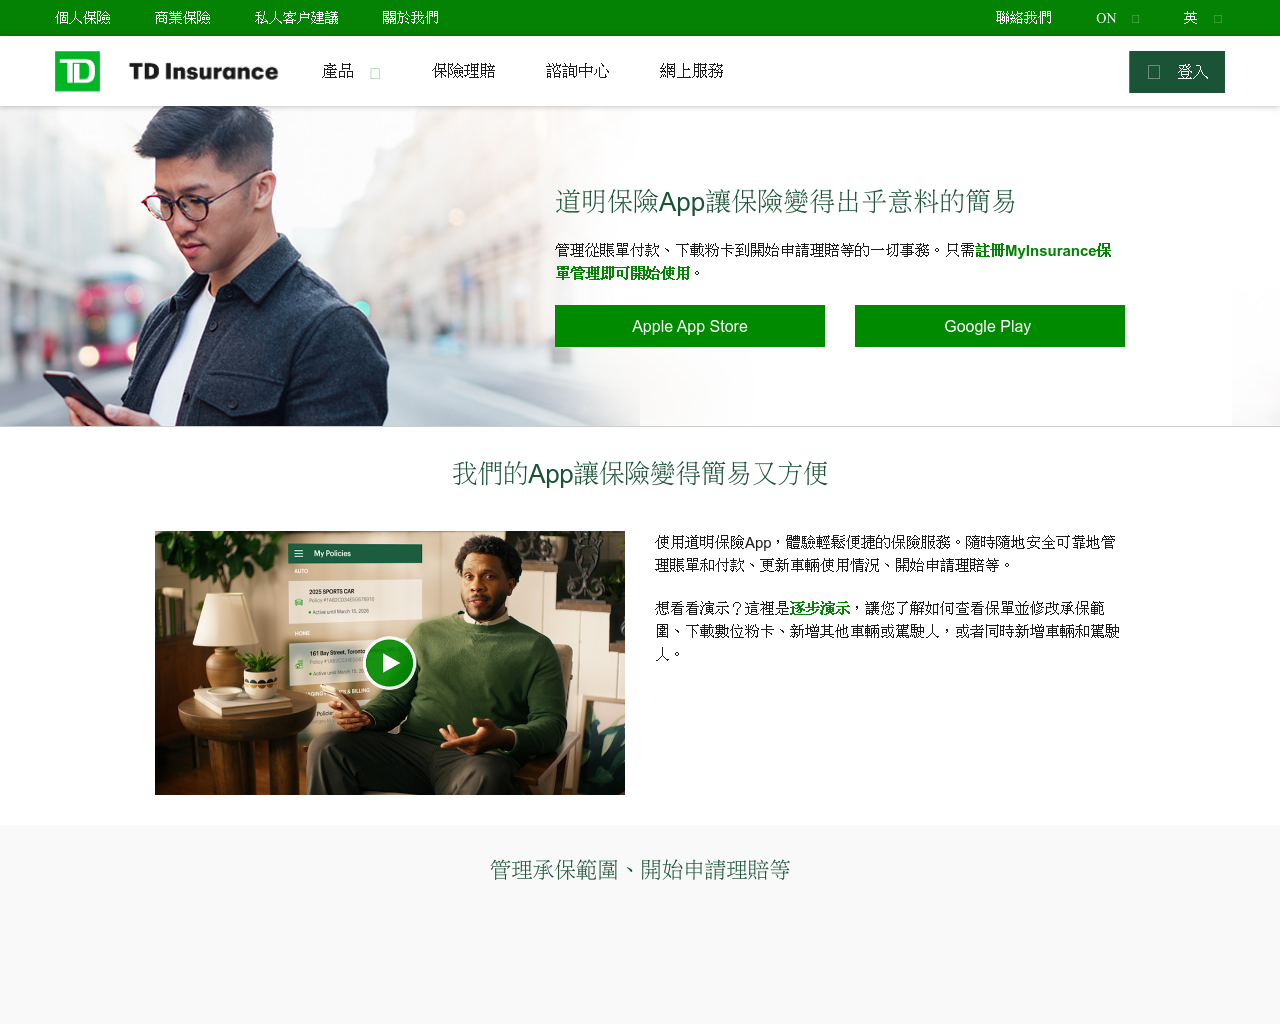 個人保險 商業保險 私人客户建議 關於我們 聯絡我們 ON 英
TD TD Insurance 產品 保險理賠 諮詢中心 網上服務 登入
道明保險App讓保險變得出乎意料的簡易
管理從賬單付款、下載粉卡到開始申請理賠等的一切事務。只需註冊MyInsurance保
單管理即可開始使用。
Apple App Store Google Play
我們的App讓保險變得簡易又方便
My Policies
AUTO
2025 SPORTS CAR
Active until March 15, 2026
HOME
161 Bay Street, Toronto
使用道明保險App，體驗輕鬆便捷的保險服務。隨時隨地安全可靠地管
理賬單和付款、更新車輛使用情況、開始申請理賠等。
想看看演示？這裡是逐步演示，讓您了解如何查看保單並修改承保範
圍、下載數位粉卡、新增其他車輛或駕駛人，或者同時新增車輛和駕駛
人。
管理承保範圍、開始申請理賠等